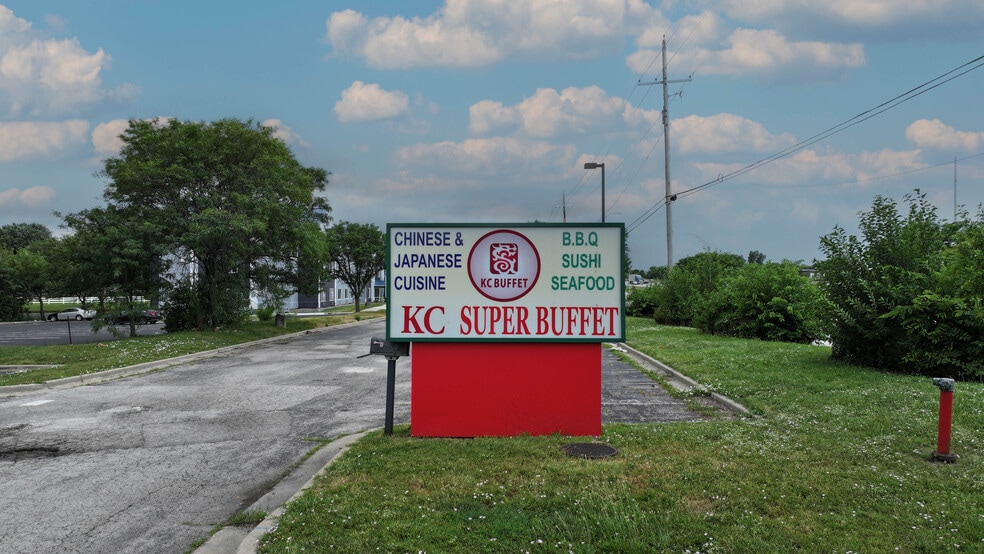 CHINESE &
JAPANESE
CUISINE
KC BUFFET
B.B.Q
SUSHI
SEAFOOD
KC SUPER BUFFET